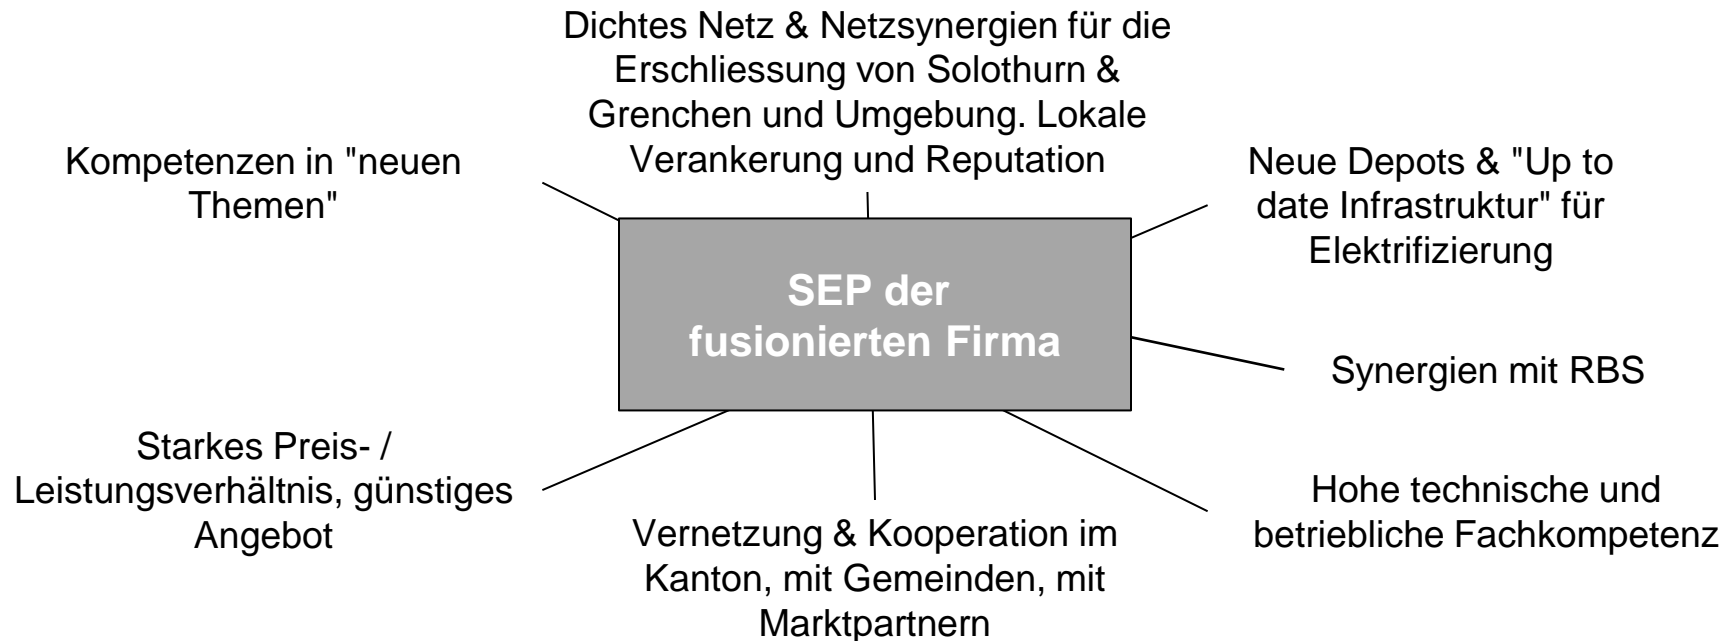 Dichtes Netz & Netzsynergien für die
Erschliessung von Solothurn &
Grenchen und Umgebung. Lokale
Verankerung und Reputation
Kompetenzen in "neuen
Themen"
Neue Depots & "Up to
date Infrastruktur" für
Elektrifizierung
SEP der
fusionierten Firma
Synergien mit RBS
Starkes Preis- /
Leistungsverhältnis, günstiges
Angebot
Hohe technische und
betriebliche Fachkompetenz
Vernetzung & Kooperation im
Kanton, mit Gemeinden, mit
Marktpartnern